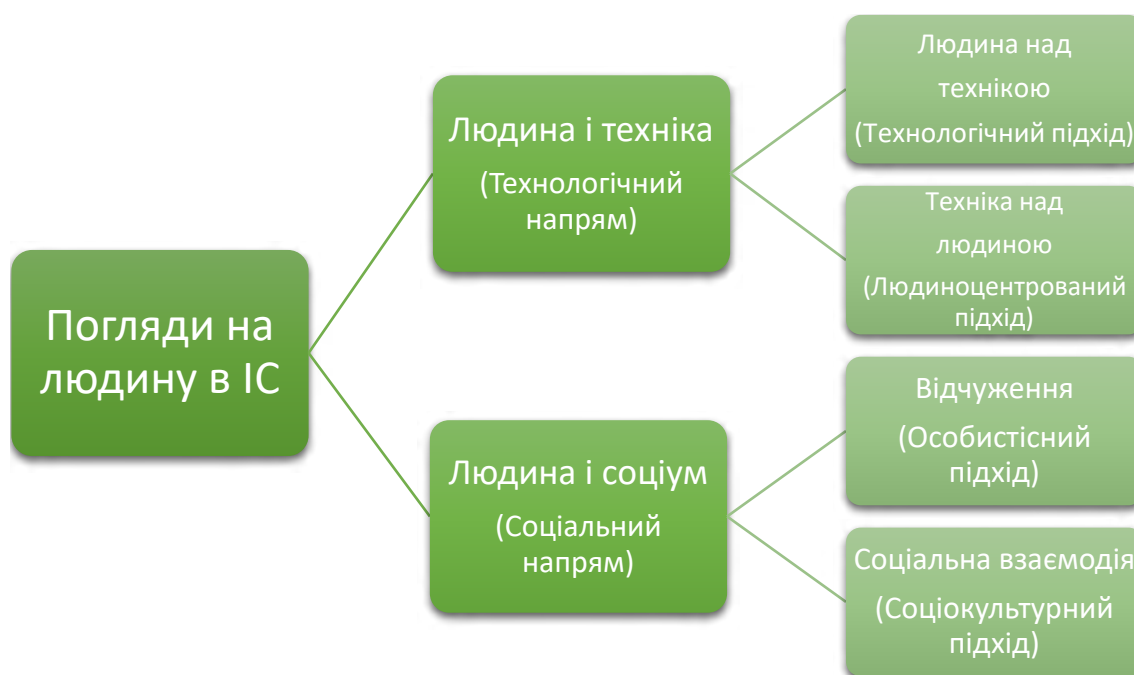 Погляди на
людину в ІС
Людина і техніка
(Технологічний
напрям)
Людина над
технікою
(Технологічний підхід)
Техніка над
людиною
(Людиноцентрований
підхід)
Людина і соціум
(Соціальний
напрям)
Відчуження
(Особистісний
підхід)
Соціальна взаємодія
(Соціокультурний
підхід)